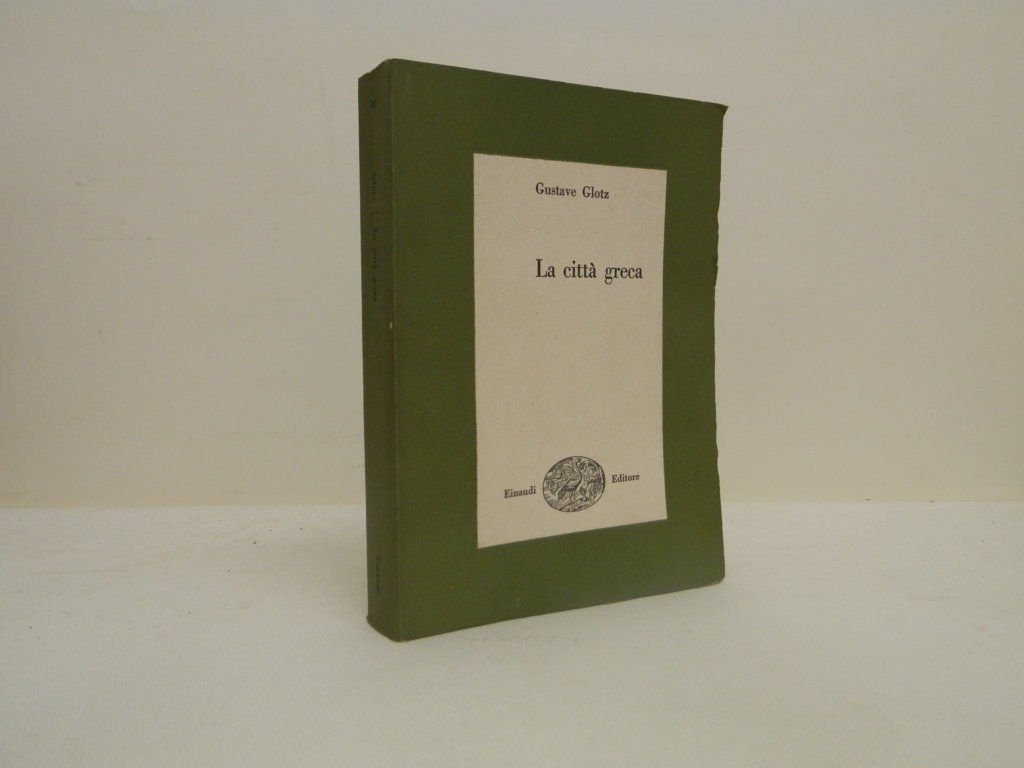 Gustave Glotz
La città greca
Einaudi Editore